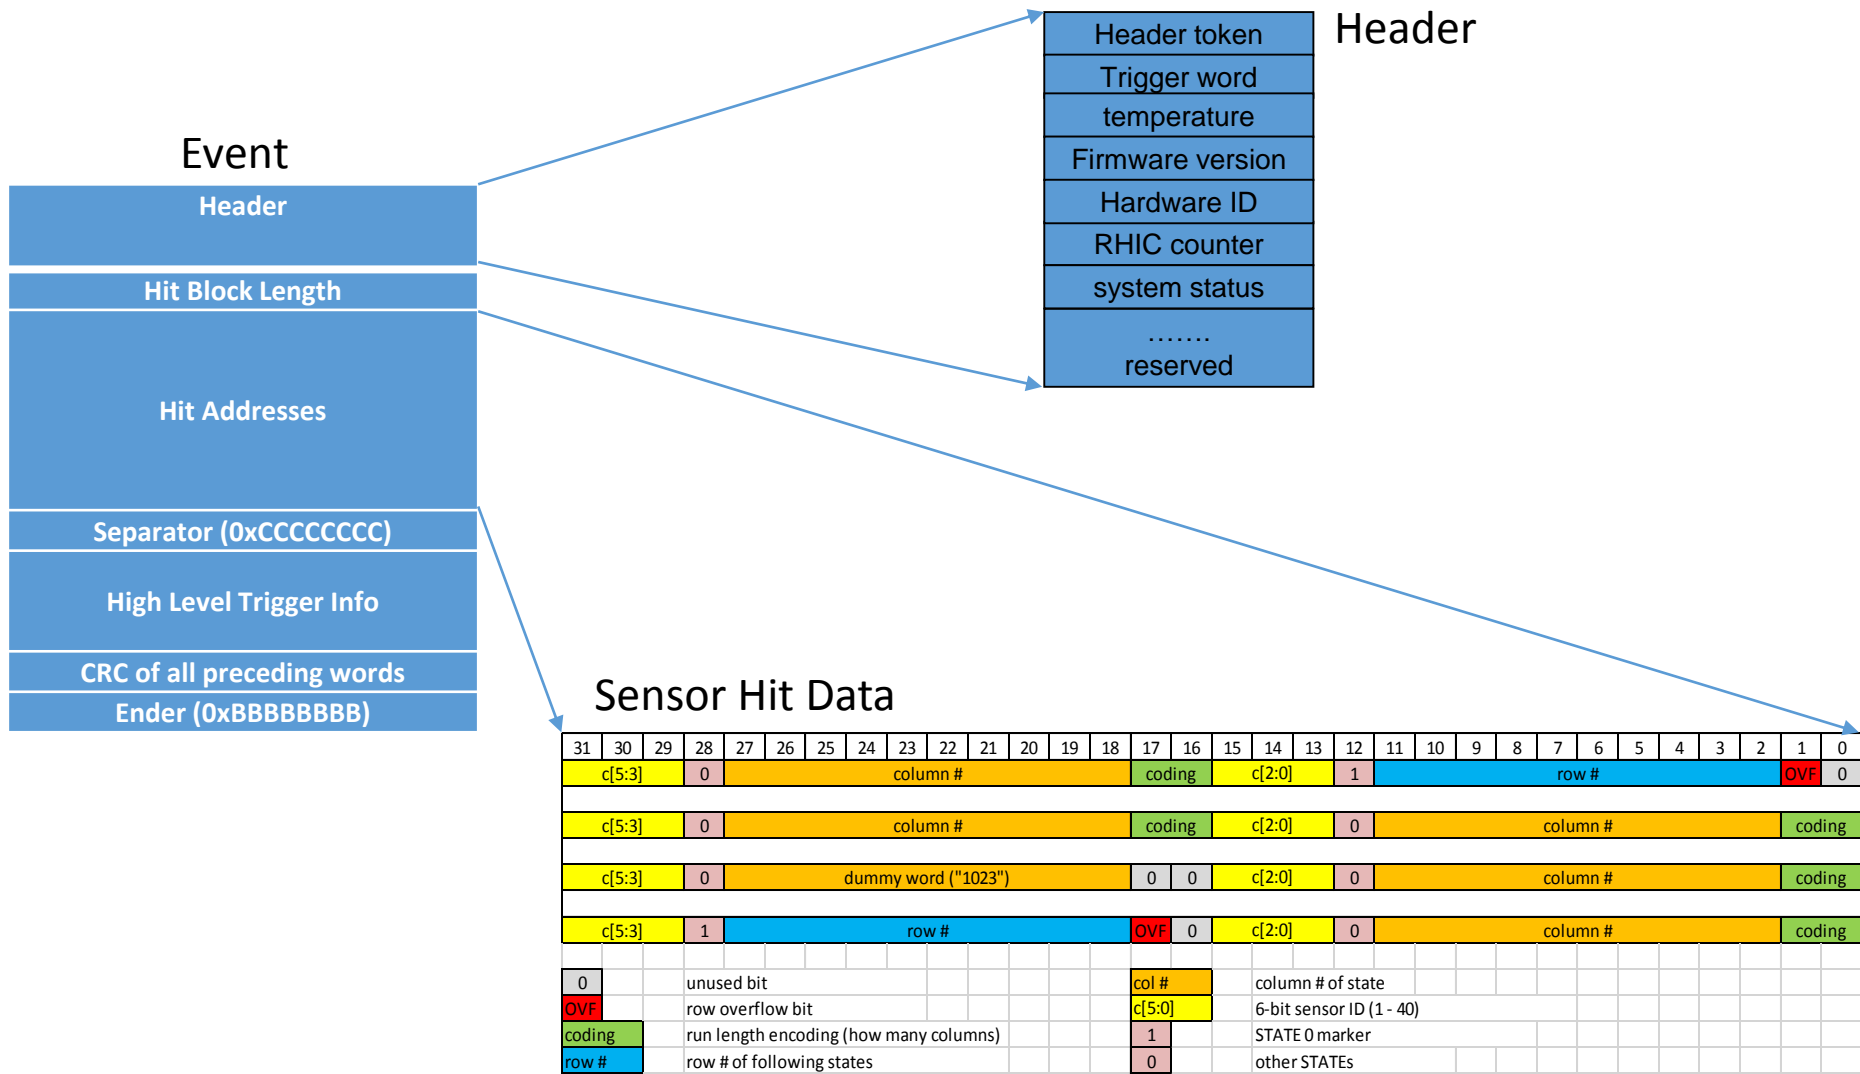 Header
Header token
Trigger word
temperature
Firmware version
Hardware ID
RHIC counter
system status
.......
reserved
Event
Header
Hit Block Length
Hit Addresses
Separator (0xCCCCCCCC)
High Level Trigger Info
CRC of all preceding words
Ender (0xBBBBBBBB)
Sensor Hit Data
31 30 29 28 27 26 25 24 23 22 21 20 19 18 17 16 15 14 13 12 11 10 9 8 7 6 5 4 3 2 1 0
c[5:3] 0 column # coding c[2:0] 1 row # OVF 0
c[5:3] 0 column # coding c[2:0] 0 column # coding
c[5:3] 0 dummy word ("1023") 0 0 c[2:0] 0 column # coding
c[5:3] 1 row # OVF 0 c[2:0] 0 column # coding
0 unused bit col # column # of state
OVF row overflow bit c[5:0] 6-bit sensor ID (1 - 40)
coding run length encoding (how many columns) 1 STATE 0 marker
row # row # of following states 0 other STATEs